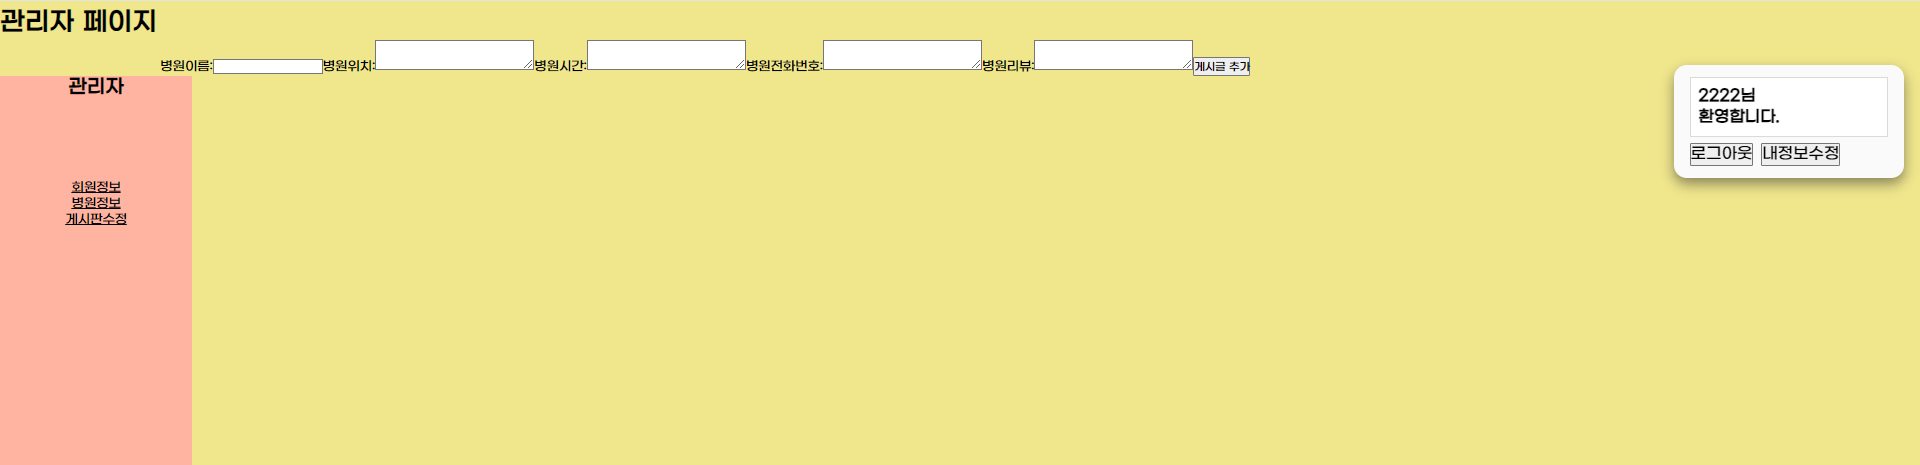 관리자 페이지
병원이름:병원위치:병원시간:병원전화번호:병원리뷰:게시글 추가
관리자
회원정보
병원정보
게시판수정
2222님
환영합니다.
로그아웃 내정보수정